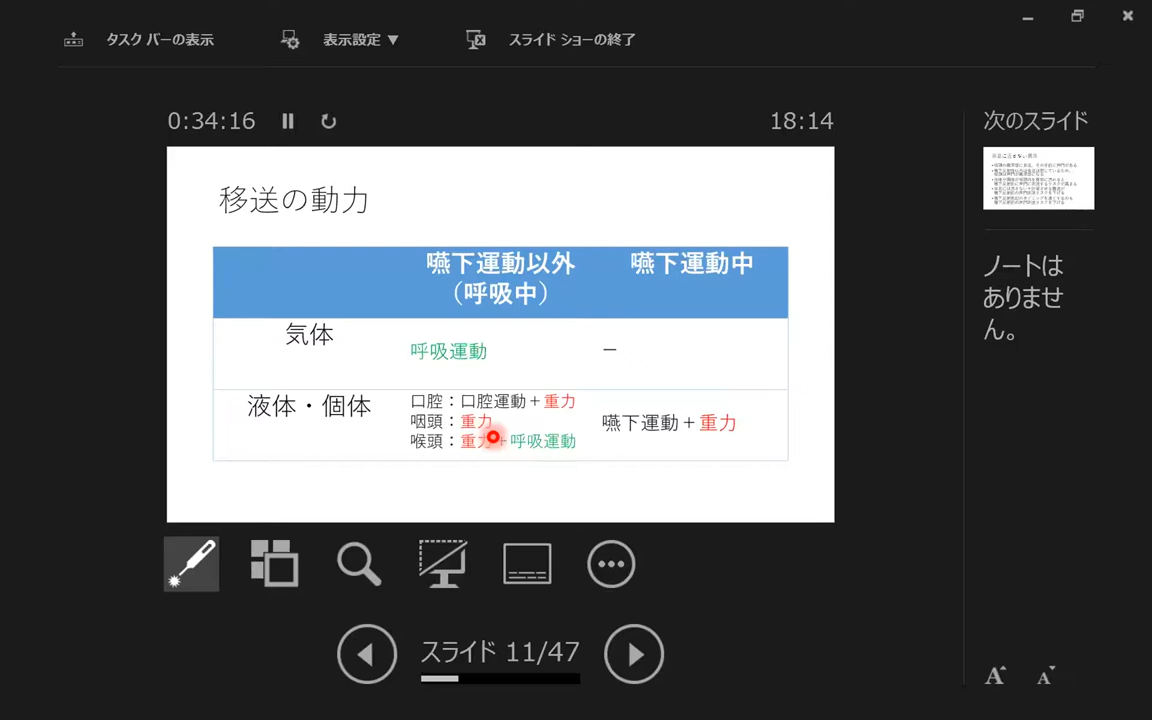 タスク バーの表示
表示設定 ▼
スライド ショーの終了
0:34:16
18:14
次のスライド
移送の動力
嚥下運動以外
（呼吸中）
嚥下運動中
気体
呼吸運動
－
液体・個体
口腔：口腔運動＋重力
咽頭：重力
喉頭：重力＋呼吸運動
嚥下運動＋重力
ノートは
ありませ
ん。
スライド 11/47
A A